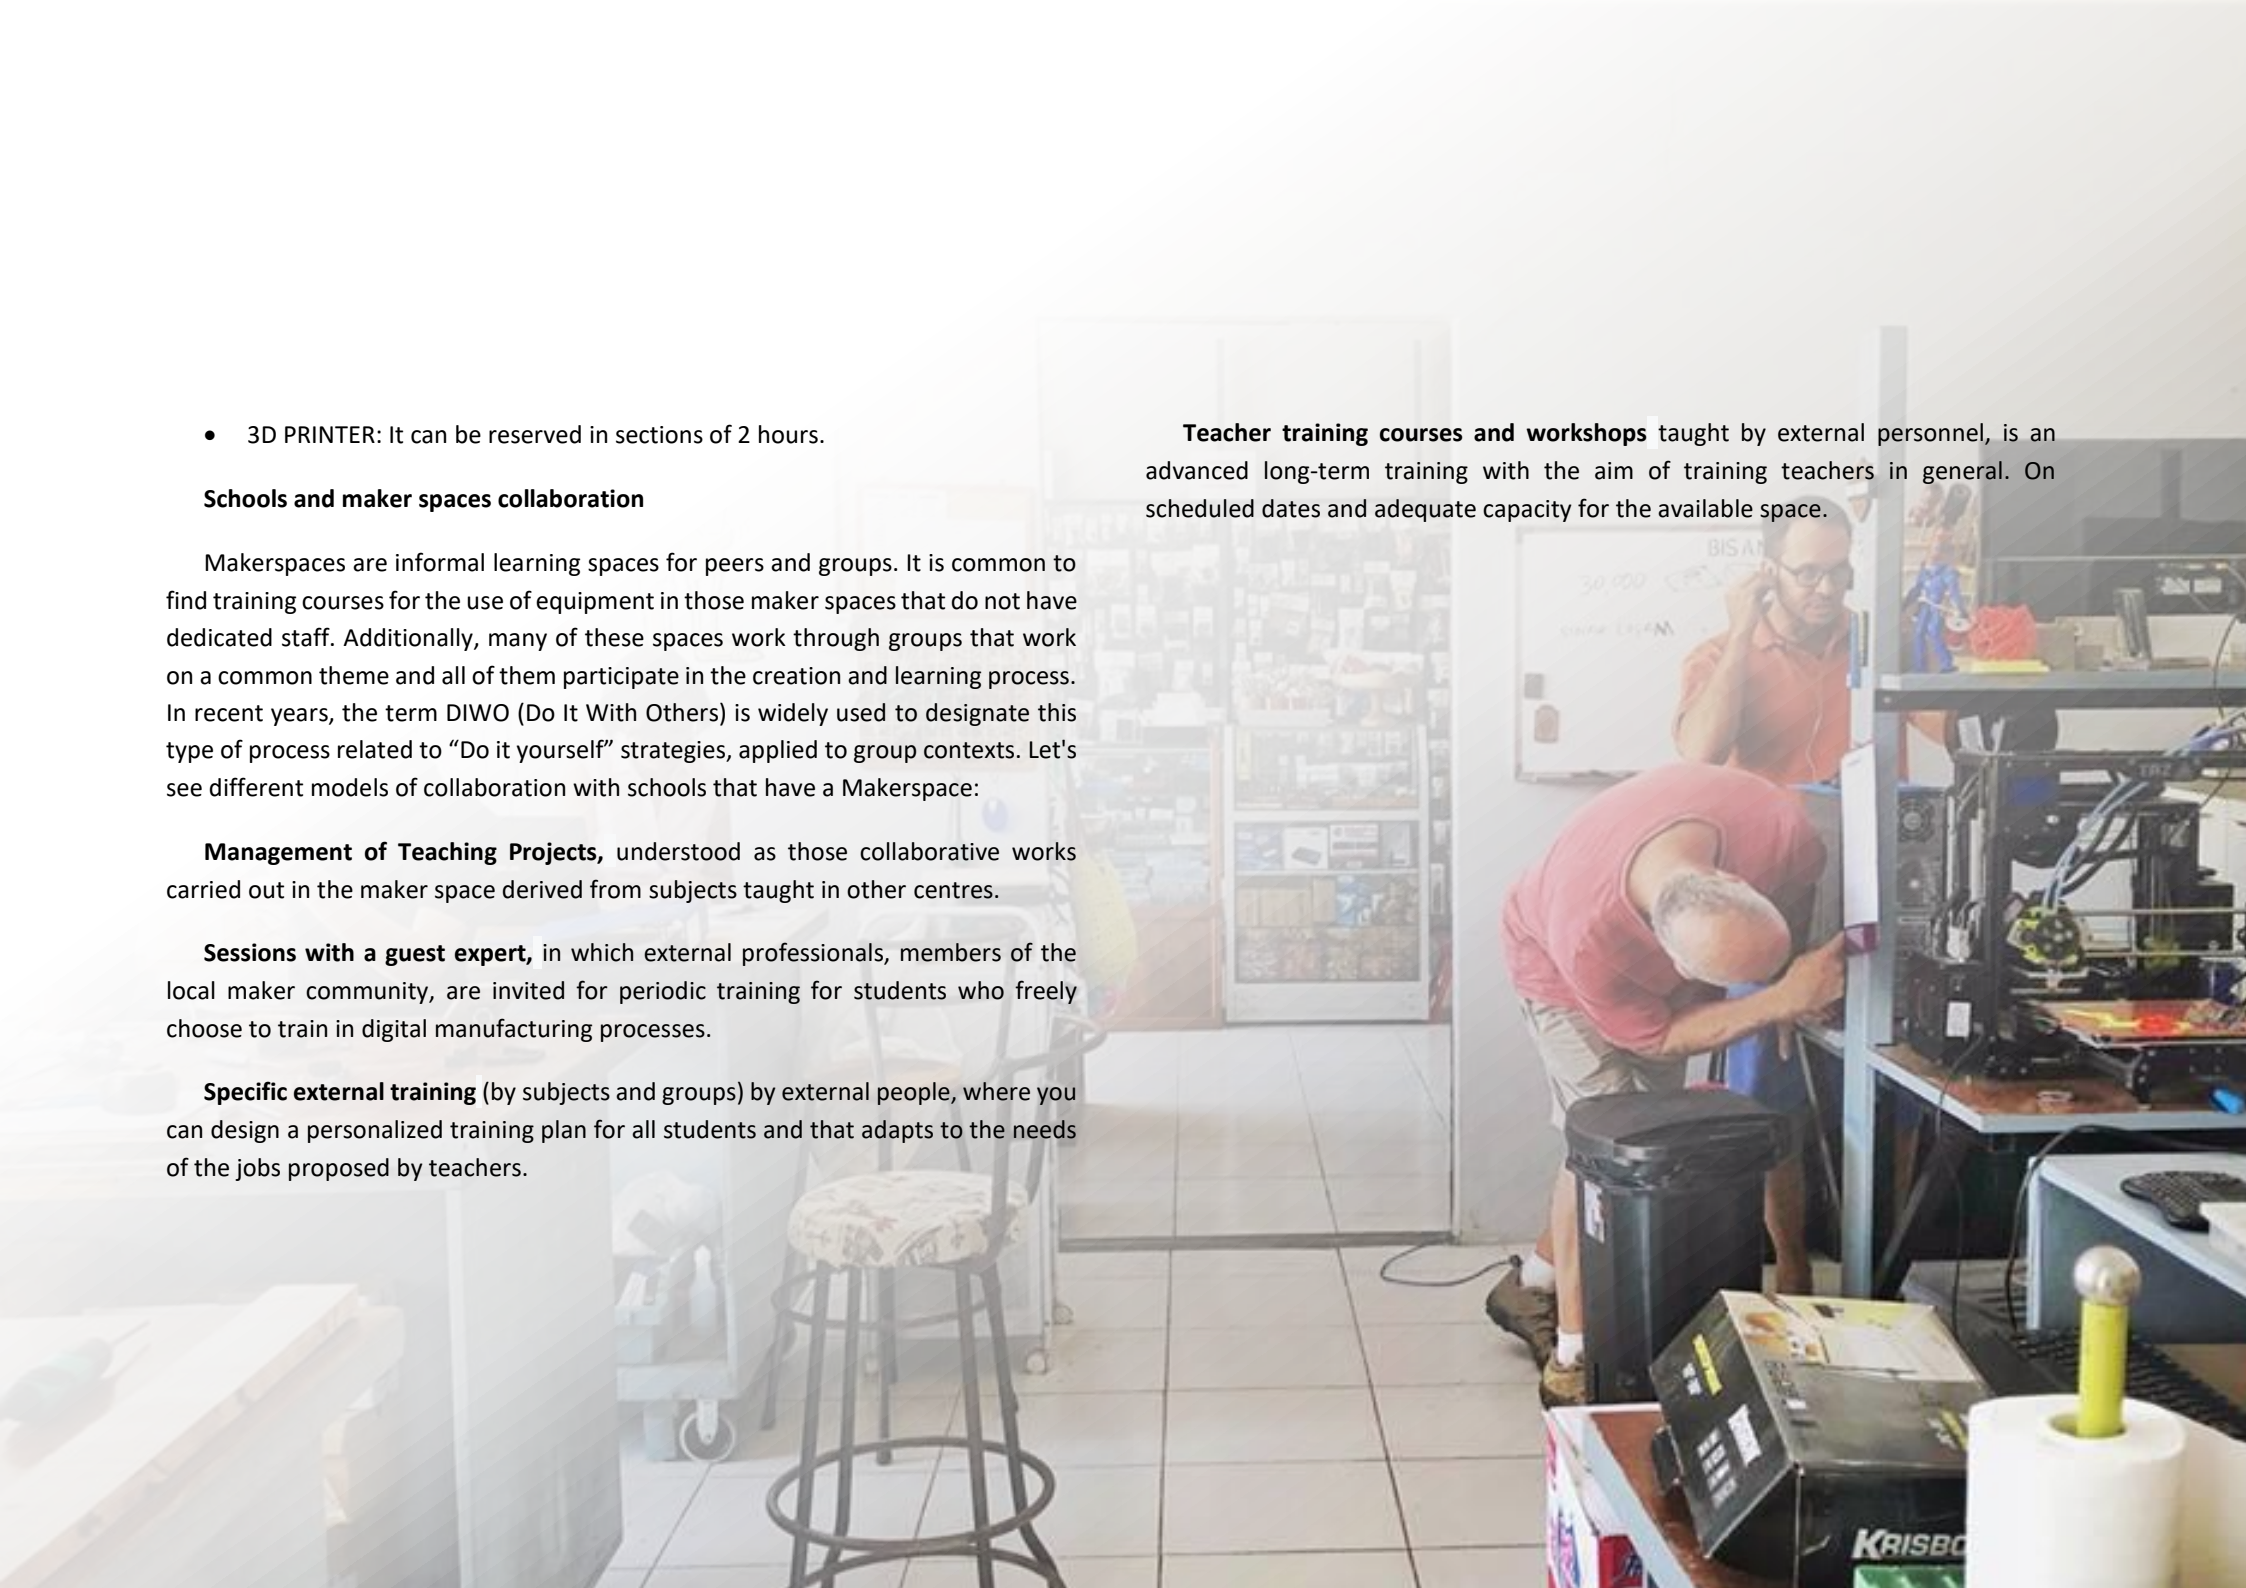 • 3D PRINTER: It can be reserved in sections of 2 hours.
Schools and maker spaces collaboration
Makerspaces are informal learning spaces for peers and groups. It is common to
find training courses for the use of equipment in those maker spaces that do not have
dedicated staff. Additionally, many of these spaces work through groups that work
on a common theme and all of them participate in the creation and learning process.
In recent years, the term DIWO (Do It With Others) is widely used to designate this
type of process related to “Do it yourself” strategies, applied to group contexts. Let's
see different models of collaboration with schools that have a Makerspace:
Management of Teaching Projects, understood as those collaborative works
carried out in the maker space derived from subjects taught in other centres.
Sessions with a guest expert, in which external professionals, members of the
local maker community, are invited for periodic training for students who freely
choose to train in digital manufacturing processes.
Specific external training (by subjects and groups) by external people, where you
can design a personalized training plan for all students and that adapts to the needs
of the jobs proposed by teachers.
Teacher training courses and workshops taught by external personnel, is an
advanced long-term training with the aim of training teachers in general. On
scheduled dates and adequate capacity for the available space.
30 000
KRISBO